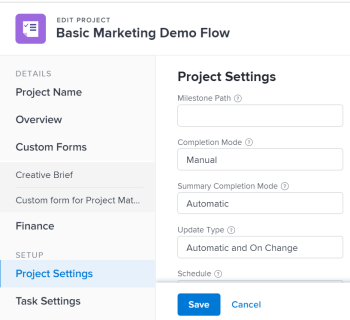 EDIT PROJECT
Basic Marketing Demo Flow
DETAILS
Project Name
Overview
Custom Forms
Creative Brief
Custom form for Project Mat...
Finance
SETUP
Project Settings
Task Settings
Project Settings
Milestone Path ?
Completion Mode ?
Manual
Summary Completion Mode ?
Automatic
Update Type ?
Automatic and On Change
Schedule ?
Save Cancel